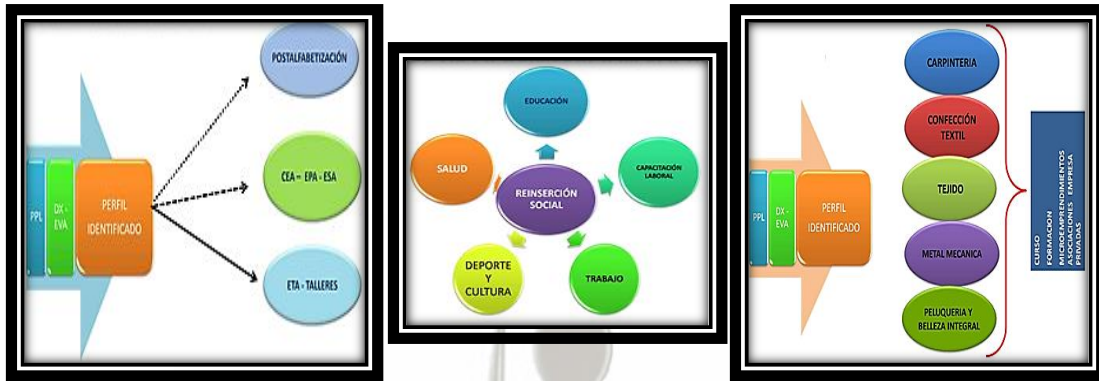 POSTALFABETIZACIÓN
CEA = EPA - ESA
ETA - TALLERES
PPL
DX -
EVA
PERFIL
IDENTIFICADO
EDUCACIÓN
SALUD
CAPACITACIÓN
LABORAL
REINSERCIÓN
SOCIAL
DEPORTE
Y
CULTURA
TRABAJO
PPL
DX -
EVA
PERFIL
IDENTIFICADO
CARPINTERIA
CONFECCIÓN
TEXTIL
TEJIDO
METAL MECANICA
PELUQUERIA Y
BELLEZA INTEGRAL
CURSO
FORMACION
MICROEMPRENDIMIENTOS
ASOCIACIONES EMPRESA
PRIVADAS